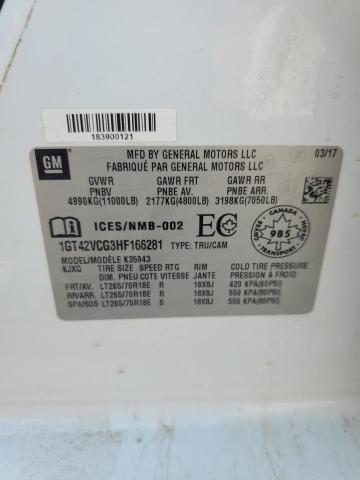 183900121
GM
MFD BY GENERAL MOTORS LLC 03/17
FABRIQUÉ PAR GENERAL MOTORS LLC
GVWR GAWR FRT GAWR RR
PNBV PNBV AV PNBV ARR
4990KG(11000LB) 2177KG(4800LB) 3198KG(7050LB)
ICES/NMB-002 EC
CANADA
985
TRANSPORT
1GT42VCG3HF166281 TYPE: TRU/CAM
MODEL/MODÈLE K35943
KJXQ TIRE SIZE SPEED RIM COLD TIRE PRESSURE
DIM. PNEU COTE VITESSE JANTE PRESSION À FROID
FRT/AV. LT265/70R18E R 18X8J 420 KPA(60PSI)
RR/ARR. LT265/70R18E R 18X8J 550 KPA(80PSI)
SPA/SDS LT265/70R18E S 18X8J 550 KPA(80PSI)